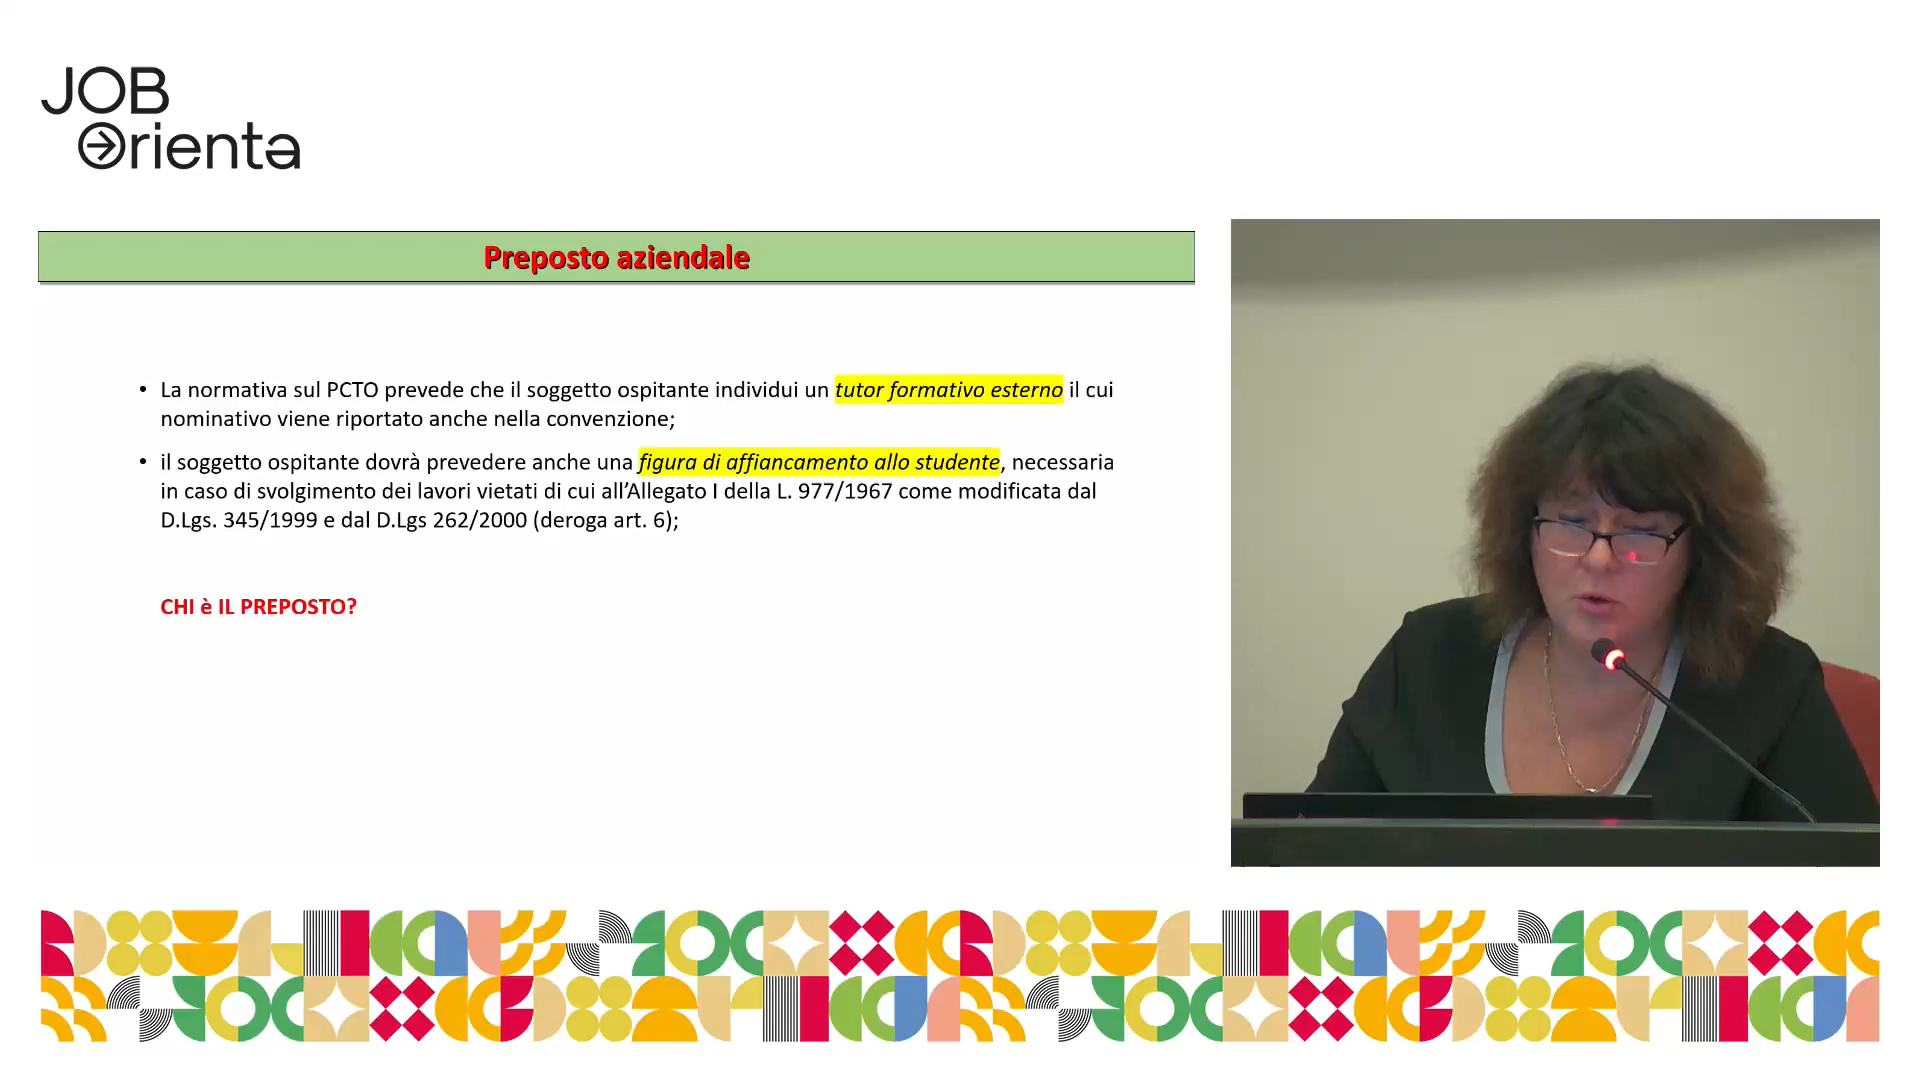 JOB
Orienta
Preposto aziendale
• La normativa sul PCTO prevede che il soggetto ospitante individui un tutor formativo esterno il cui
nominativo viene riportato anche nella convenzione;
• il soggetto ospitante dovrà prevedere anche una figura di affiancamento allo studente, necessaria
in caso di svolgimento dei lavori vietati di cui all’Allegato I della L. 977/1967 come modificata dal
D.Lgs. 345/1999 e dal D.Lgs 262/2000 (deroga art. 6);
CHI è IL PREPOSTO?